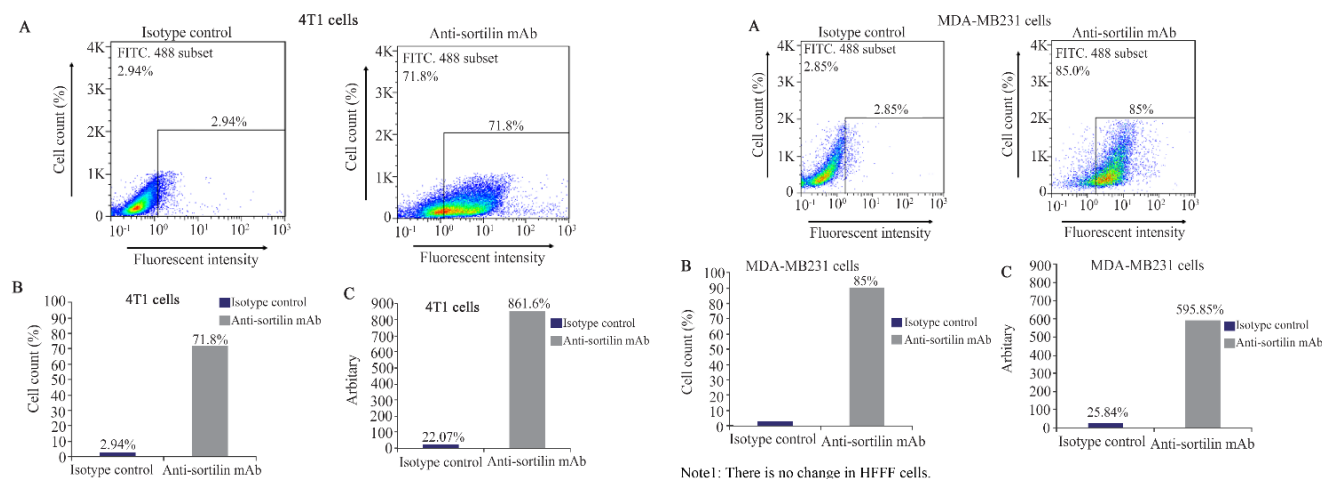 A
4T1 cells
Isotype control
Anti-sortilin mAb
4K
3K
2K
1K
0
Cell count (%)
FITC. 488 subset
2.94%
2.94%
10-1 100 101 102 103
Fluorescent intensity
4K
3K
2K
1K
0
Cell count (%)
FITC. 488 subset
71.8%
71.8%
10-1 100 101 102 103
Fluorescent intensity
B
4T1 cells
Isotype control
Anti-sortilin mAb
100
90
80
70
60
50
40
30
20
10
0
Cell count (%)
2.94%
71.8%
Isotype control Anti-sortilin mAb
C
4T1 cells
Isotype control
Anti-sortilin mAb
900
800
700
600
500
400
300
200
100
0
Arbitary
22.07%
861.6%
Isotype control Anti-sortilin mAb
A
MDA-MB231 cells
Isotype control
Anti-sortilin mAb
4K
3K
2K
1K
0
Cell count (%)
FITC. 488 subset
2.85%
2.85%
10-1 100 101 102 103
Fluorescent intensity
4K
3K
2K
1K
0
Cell count (%)
FITC. 488 subset
85.0%
85%
10-1 100 101 102 103
Fluorescent intensity
B
MDA-MB231 cells
Isotype control
Anti-sortilin mAb
100
90
80
70
60
50
40
30
20
10
0
Cell count (%)
85%
Isotype control Anti-sortilin mAb
C
MDA-MB231 cells
Isotype control
Anti-sortilin mAb
900
800
700
600
500
400
300
200
100
0
Arbitary
25.84%
595.85%
Isotype control Anti-sortilin mAb
Note1: There is no change in HFFF cells.